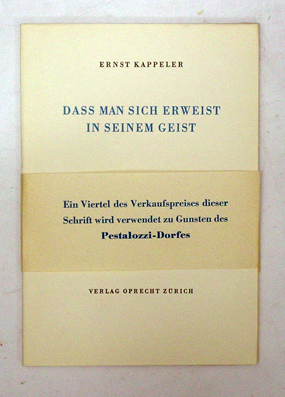 ERNST KAPPELER
DASS MAN SICH ERWEIST
IN SEINEM GEIST
Ein Viertel des Verkaufspreises dieser
Schrift wird verwendet zu Gunsten des
Pestalozzi-Dorfes
VERLAG OPRECHT ZÜRICH